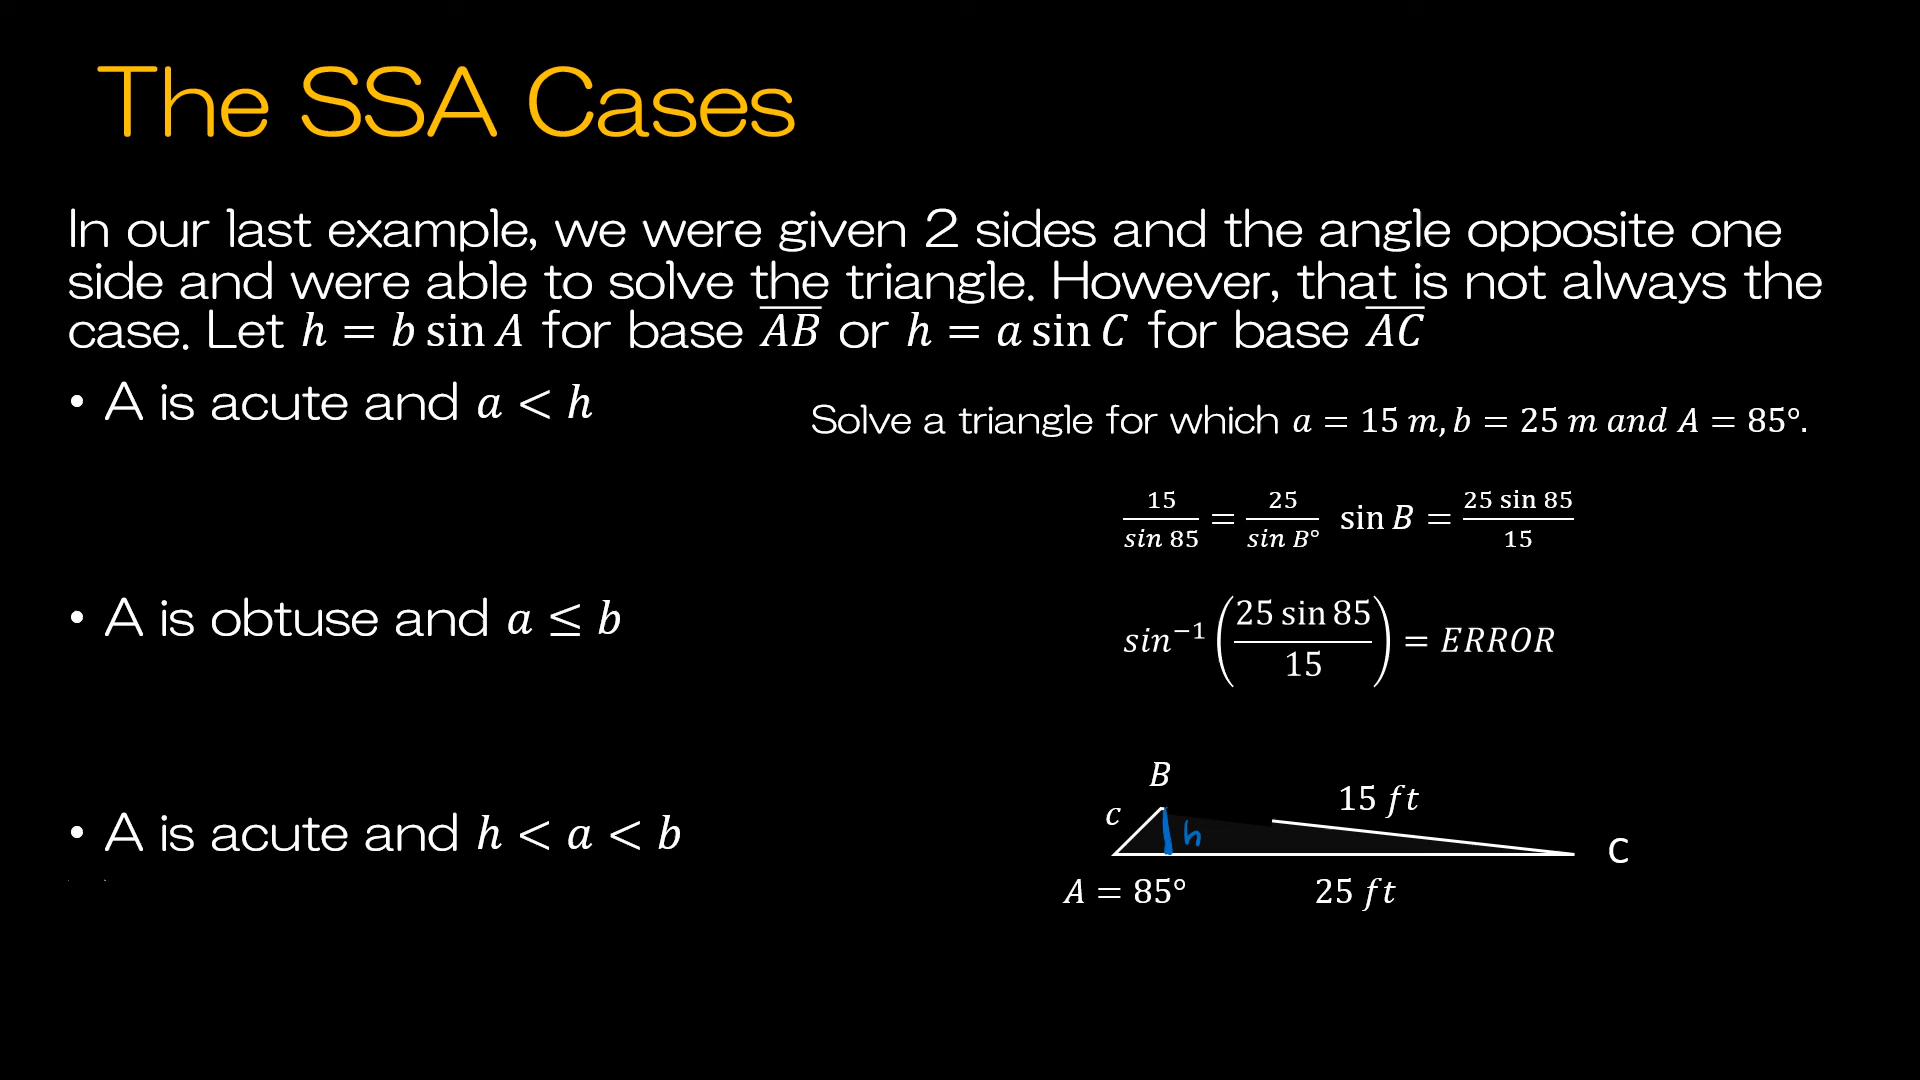 The SSA Cases
In our last example, we were given 2 sides and the angle opposite one
side and were able to solve the triangle. However, that is not always the
case. Let h = b sin A for base A͞B͞ or h = a sin C for base A͞C͞
• A is acute and a < h
Solve a triangle for which a = 15 m, b = 25 m and A = 85°.
15/sin 85 = 25/sin B° sin B = 25 sin 85/15
• A is obtuse and a ≤ b
sin⁻¹(25 sin 85/15) = ERROR
• A is acute and h < a < b
B
15 ft
c
h
C
A = 85°
25 ft